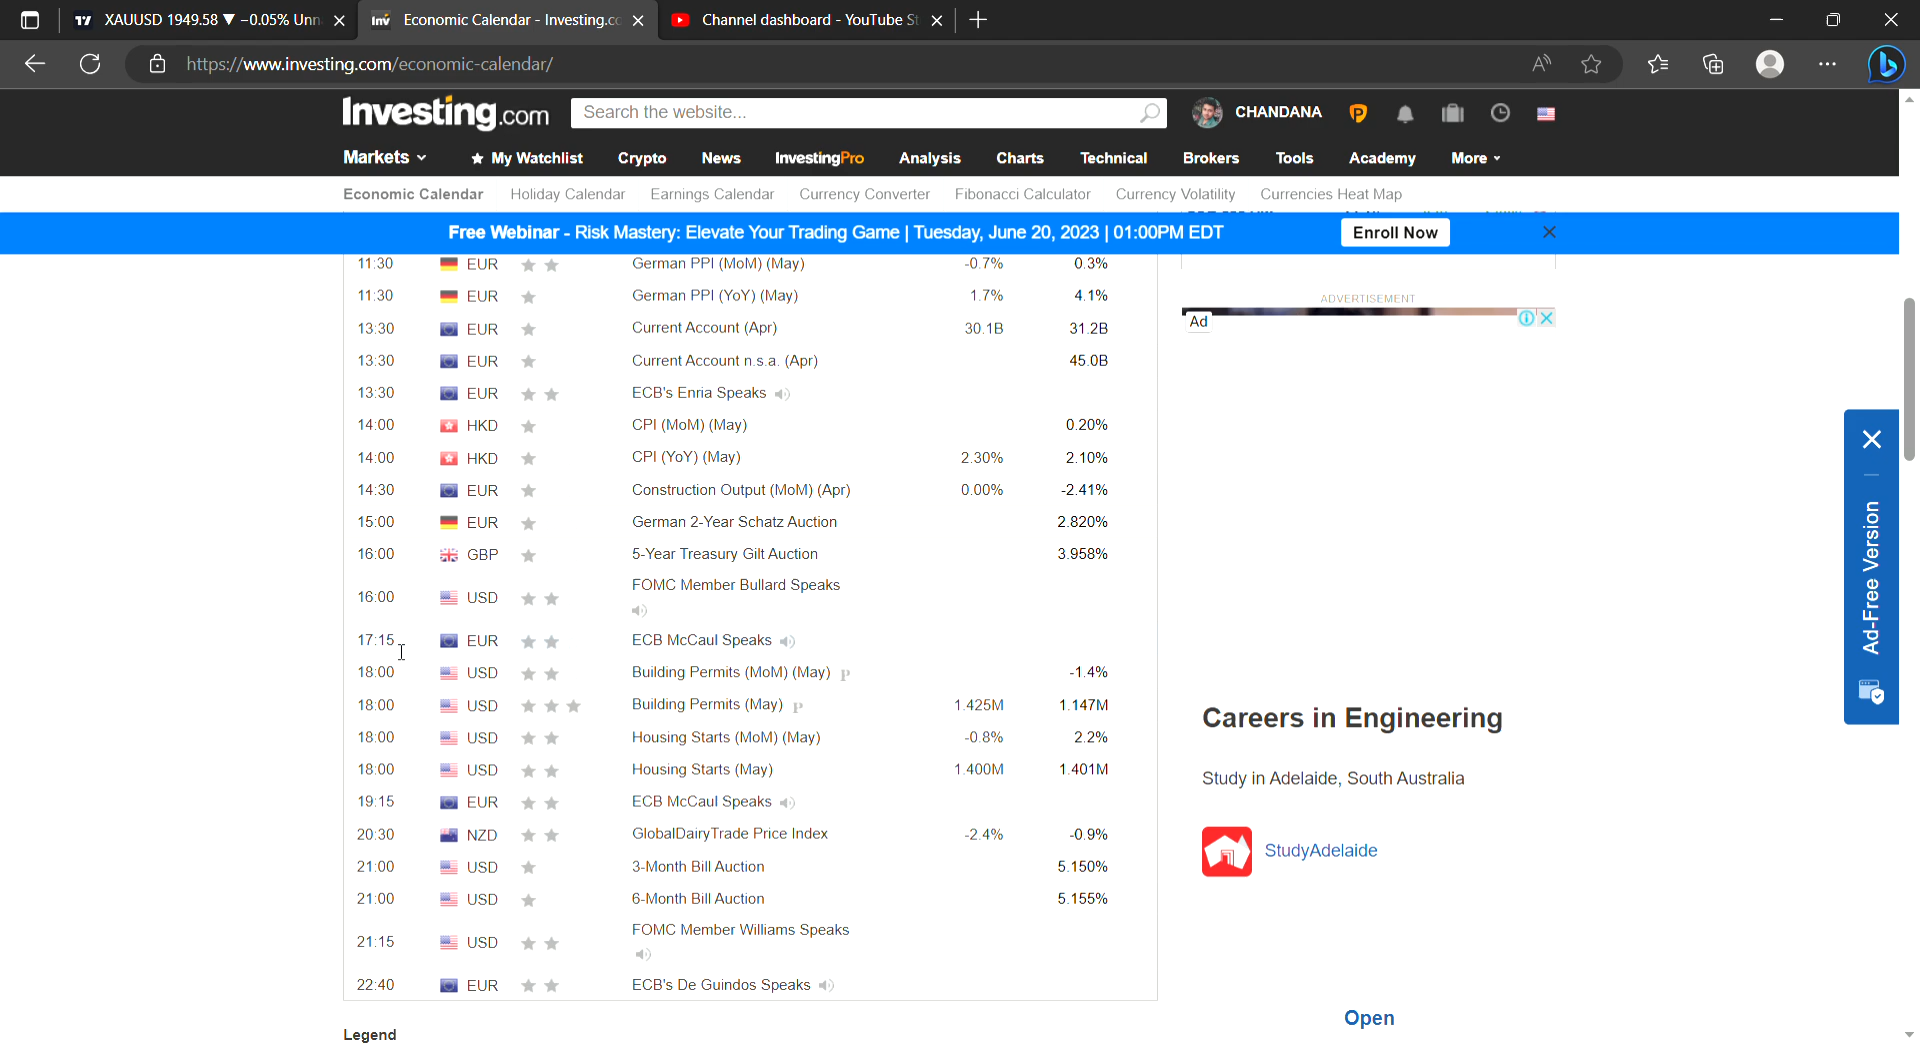 XAUUSD 1949.58 ▼ −0.05% Unn
Economic Calendar - Investing.co
Channel dashboard - YouTube St
https://www.investing.com/economic-calendar/
Investing.com
Search the website...
CHANDANA
Markets
My Watchlist
Crypto
News
InvestingPro
Analysis
Charts
Technical
Brokers
Tools
Academy
More
Economic Calendar
Holiday Calendar
Earnings Calendar
Currency Converter
Fibonacci Calculator
Currency Volatility
Currencies Heat Map
Free Webinar - Risk Mastery: Elevate Your Trading Game | Tuesday, June 20, 2023 | 01:00PM EDT
Enroll Now
11:30 EUR German PPI (MoM) (May) -0.7% 0.3%
11:30 EUR German PPI (YoY) (May) 1.7% 4.1%
13:30 EUR Current Account (Apr) 30.1B 31.2B
13:30 EUR Current Account n.s.a. (Apr) 45.0B
13:30 EUR ECB's Enria Speaks
14:00 HKD CPI (MoM) (May) 0.20%
14:00 HKD CPI (YoY) (May) 2.30% 2.10%
14:30 EUR Construction Output (MoM) (Apr) 0.00% -2.41%
15:00 EUR German 2-Year Schatz Auction 2.820%
16:00 GBP 5-Year Treasury Gilt Auction 3.958%
16:00 USD FOMC Member Bullard Speaks
17:15 EUR ECB McCaul Speaks
18:00 USD Building Permits (MoM) (May) P -1.4%
18:00 USD Building Permits (May) P 1.425M 1.147M
18:00 USD Housing Starts (MoM) (May) -0.8% 2.2%
18:00 USD Housing Starts (May) 1.400M 1.401M
19:15 EUR ECB McCaul Speaks
20:30 NZD GlobalDairyTrade Price Index -2.4% -0.9%
21:00 USD 3-Month Bill Auction 5.150%
21:00 USD 6-Month Bill Auction 5.155%
21:15 USD FOMC Member Williams Speaks
22:40 EUR ECB's De Guindos Speaks
Legend
ADVERTISEMENT
Ad
Careers in Engineering
Study in Adelaide, South Australia
StudyAdelaide
Open
Ad-Free Version